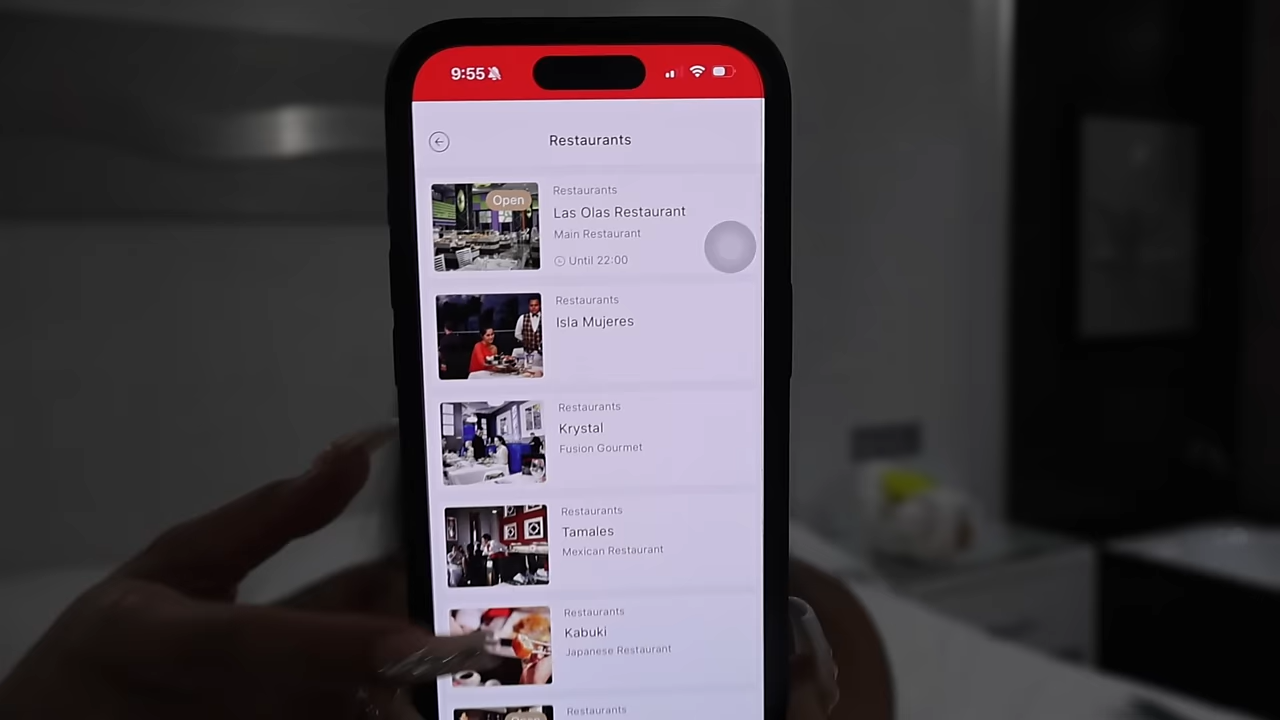 9:55
Restaurants
Open
Restaurants
Las Olas Restaurant
Main Restaurant
Until 22:00
Restaurants
Isla Mujeres
Restaurants
Krystal
Fusion Gourmet
Restaurants
Tamales
Mexican Restaurant
Restaurants
Kabuki
Japanese Restaurant
Restaurants
Open